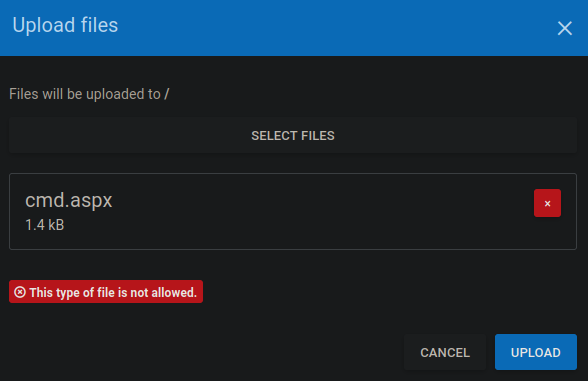 Upload files
Files will be uploaded to /
SELECT FILES
cmd.aspx
1.4 kB
This type of file is not allowed.
CANCEL UPLOAD